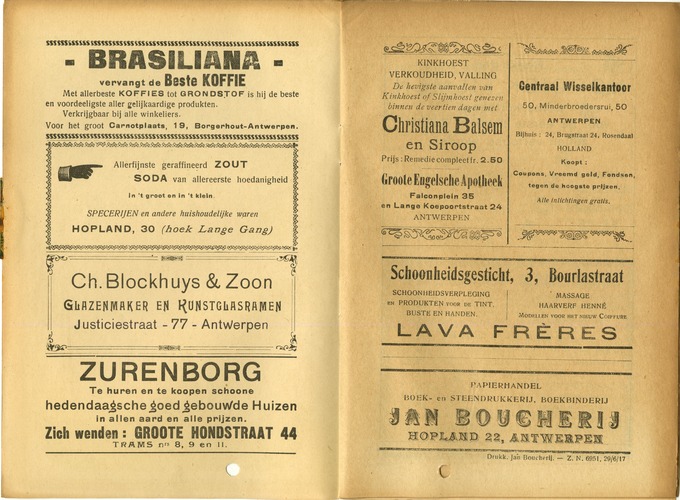 - BRASILIANA -
vervangt de Beste KOFFIE
Met allerbeste KOFFIES tot GRONDSTOF is hij de beste
en voordeeligste aller gelijkaardige produkten.
Verkrijgbaar bij alle winkeliers.
Voor het groot Carnotplaats, 19, Borgerhout-Antwerpen.
Allerfijnste geraffineerd ZOUT
SODA van allereerste hoedanigheid
in 't groot en in 't klein.
SPECERIJEN en andere huishoudelijke waren
HOPLAND, 30 (hoek Lange Gang)
Ch. Blockhuys & Zoon
GLAZENMAKER EN KUNSTGLASRAMEN
Justiciestraat - 77 - Antwerpen
ZURENBORG
Te huren en te koopen schoone
hedendaagsche goed gebouwde Huizen
in allen aard en alle prijzen.
Zich wenden : GROOTE HONDSTRAAT 44
TRAMS nrs 8, 9 en 11.
KINKHOEST
VERKOUDHEID, VALLING
De hevigste aanvallen van
Kinkhoest of Slijmhoest genezen
binnen de veertien dagen met
Christiana Balsem
en Siroop
Prijs : Remedie compleet fr. 2.50
Groote Engelsche Apotheek
Falconplein 35
en Lange Koepoortstraat 24
ANTWERPEN
Centraal Wisselkantoor
50, Minderbroedersrui, 50
ANTWERPEN
Bijhuis : 24, Brugstraat 24, Rosendaal
HOLLAND
Koopt :
Coupons, Vreemd geld, Fondsen,
tegen de hoogste prijzen.
Alle inlichtingen gratis.
Schoonheidsgesticht, 3, Bourlastraat
SCHOONHEIDSVERPLEGING
en PRODUKTEN VOOR DE TINT,
BUSTE EN HANDEN.
MASSAGE
HAARVERF HENNÉ
MODELLEN VOOR HET NIEUW COIFFURE
LAVA FRÈRES
PAPIERHANDEL
BOEK- en STEENDRUKKERIJ, BOEKBINDERIJ
JAN BOUCHERIJ
HOPLAND 22, ANTWERPEN
Drukk. Jan Boucherij. — Z. N. 6951, 29/6/17